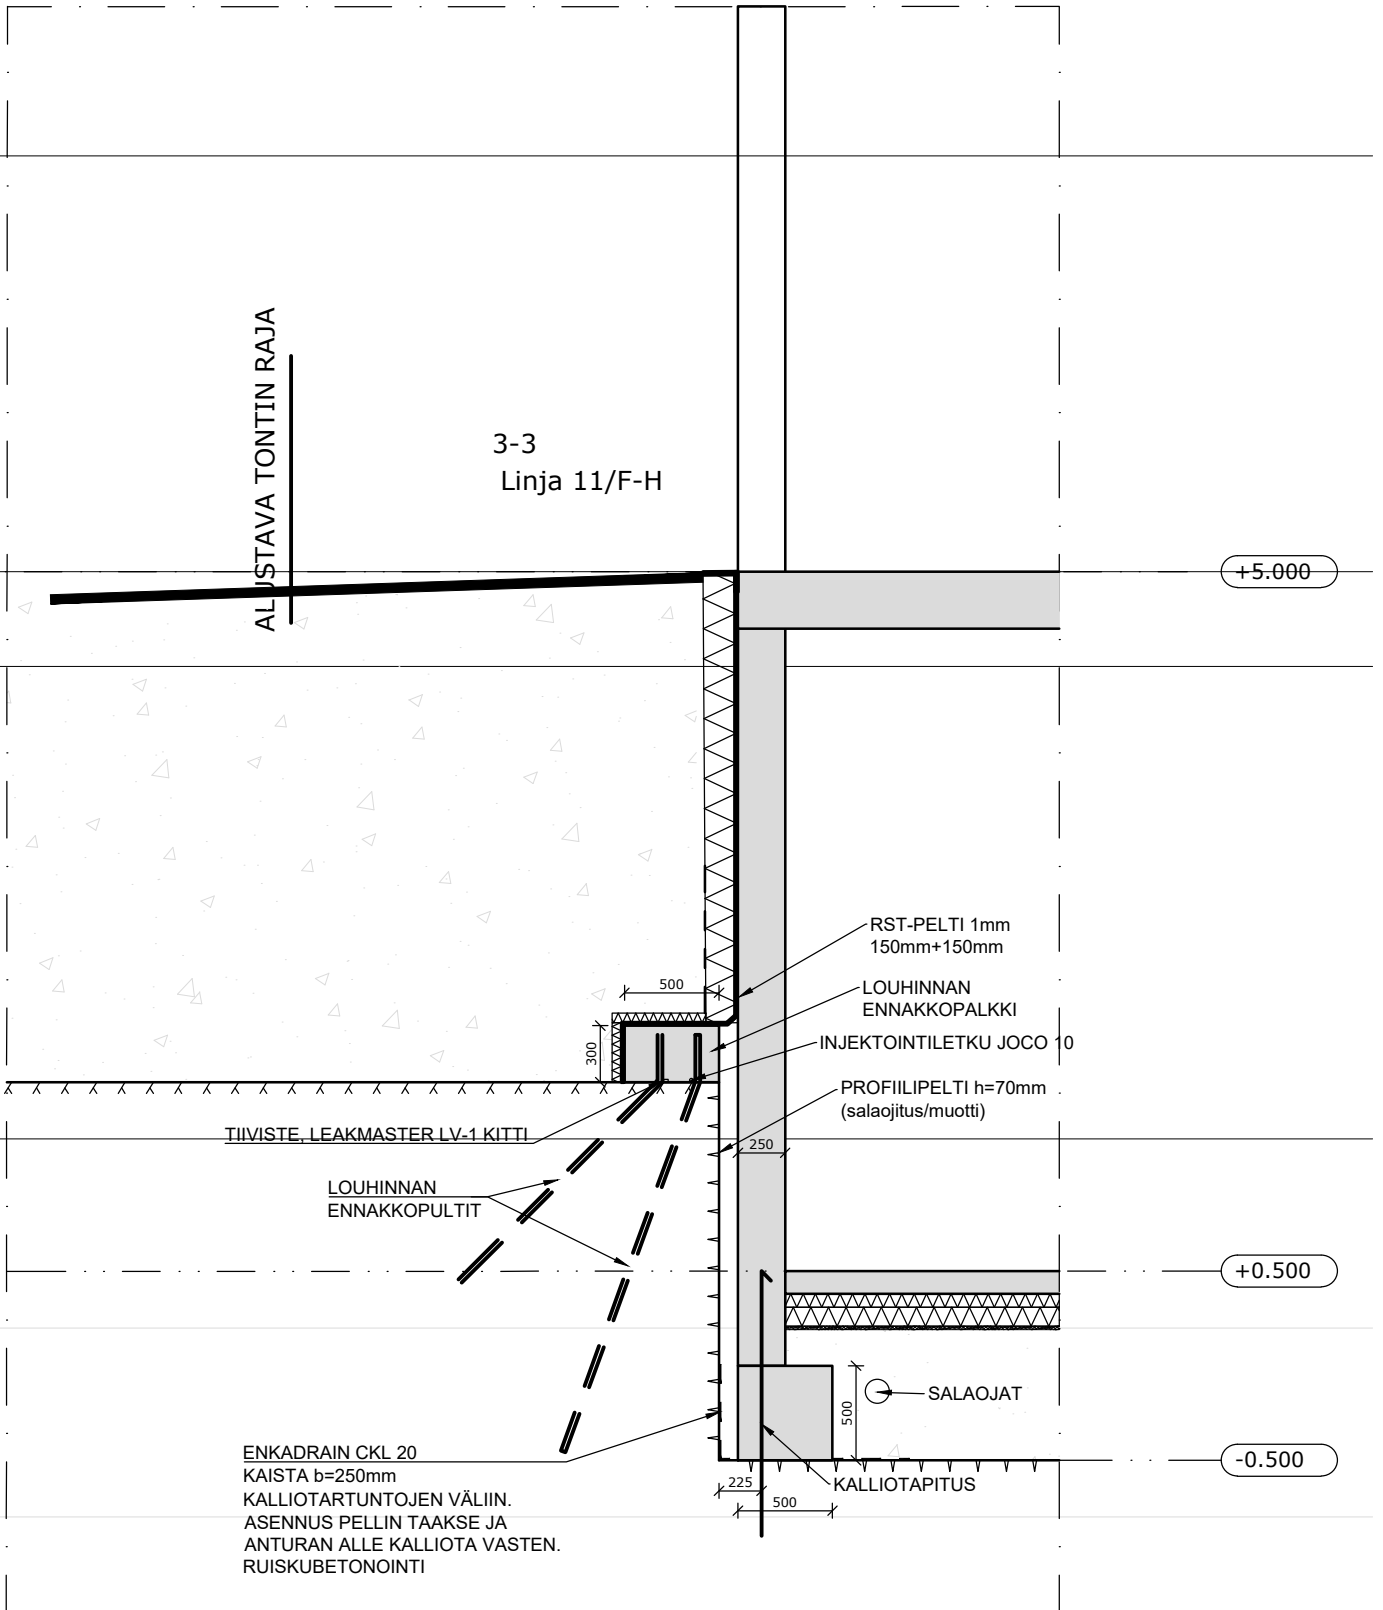 ALUSTAVA TONTIN RAJA
3-3
Linja 11/F-H
+5.000
RST-PELTI 1mm
150mm+150mm
500
LOUHINNAN
ENNAKKOPALKKI
300
INJEKTOINTILETKU JOCO 10
PROFIILIPELTI h=70mm
(salaojitus/muotti)
TIIVISTE, LEAKMASTER LV-1 KITTI
250
LOUHINNAN
ENNAKKOPULTIT
+0.500
SALAOJAT
500
ENKADRAIN CKL 20
KAISTA b=250mm
KALLIOTARTUNTOJEN VÄLIIN.
ASENNUS PELLIN TAAKSE JA
ANTURAN ALLE KALLIOTA VASTEN.
RUISKUBETONOINTI
-0.500
225
KALLIOTAPITUS
500